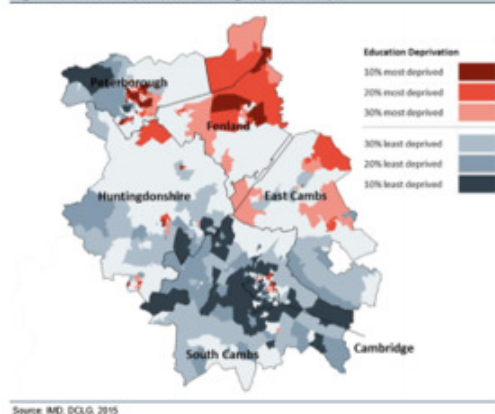 Education Deprivation
10% most deprived
20% most deprived
30% most deprived
30% least deprived
20% least deprived
10% least deprived
Peterborough
Fenland
Huntingdonshire
East Cambs
South Cambs
Cambridge
Source: IMD, DCLG, 2015